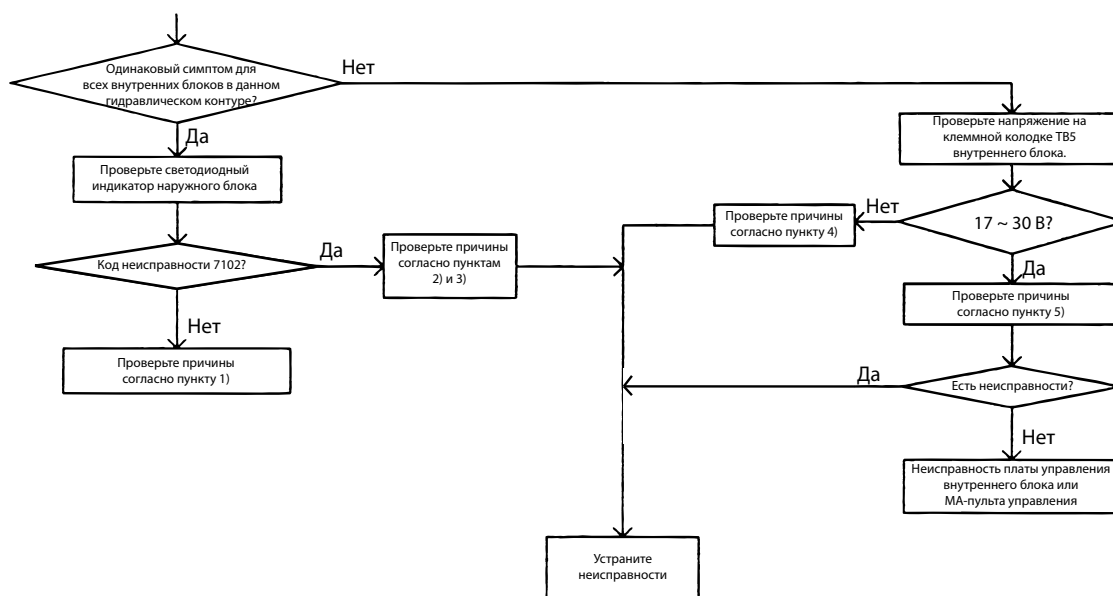 Одинаковый симптом для
всех внутренних блоков в данном
гидравлическом контуре?
Нет
Да
Проверьте светодиодный
индикатор наружного блока
Код неисправности 7102?
Да
Проверьте причины
согласно пунктам
2) и 3)
Нет
Проверьте причины
согласно пункту 1)
Проверьте напряжение на
клеммной колодке TB5
внутреннего блока.
17 ~ 30 В?
Нет
Проверьте причины
согласно пункту 4)
Да
Проверьте причины
согласно пункту 5)
Есть неисправности?
Да
Нет
Неисправность платы управления
внутреннего блока или
МА-пульта управления
Устраните
неисправности